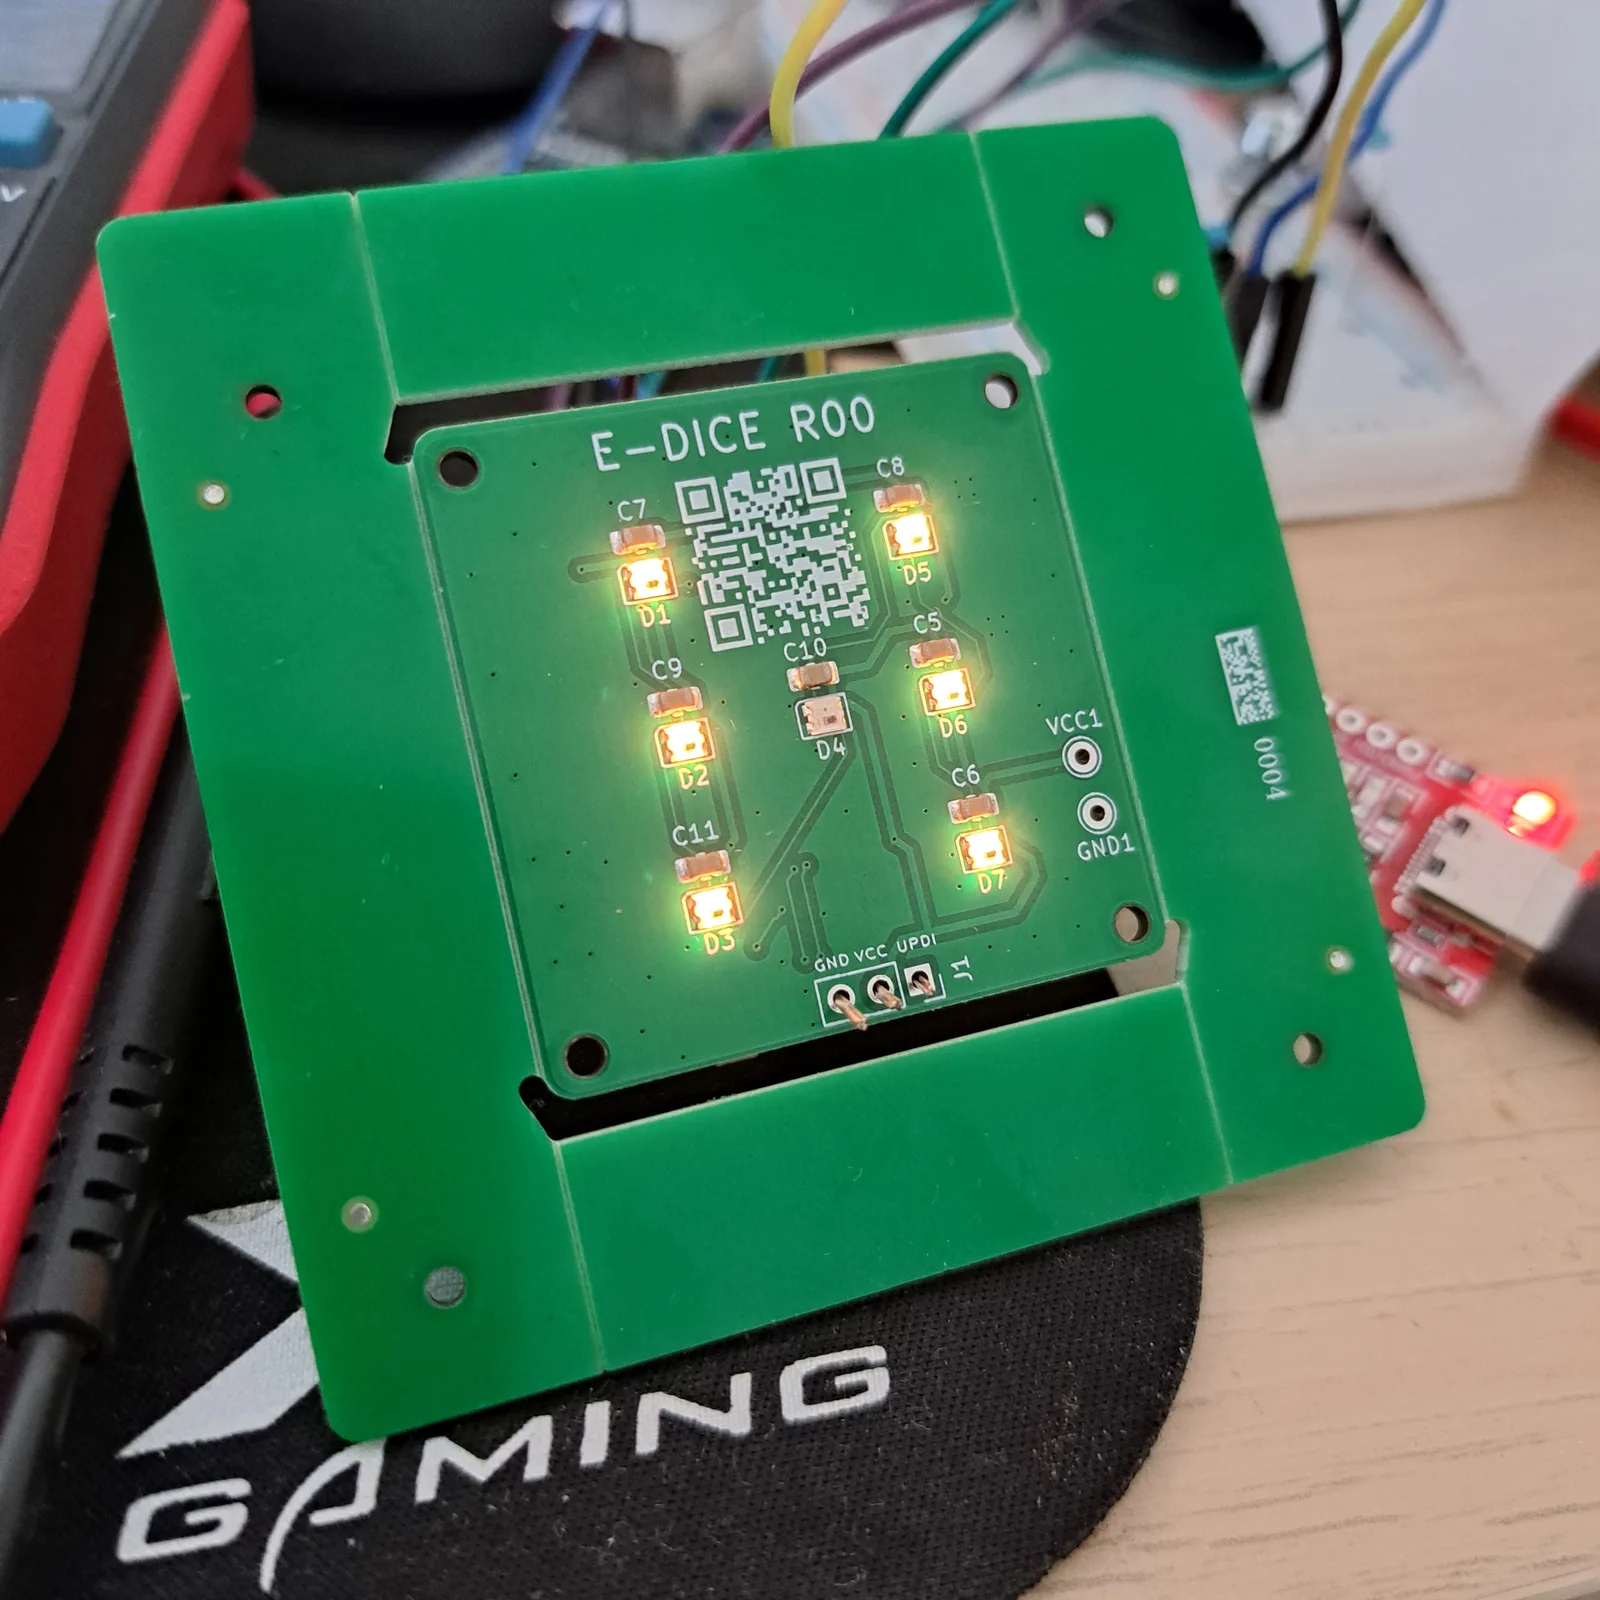 E-DICE R00
C8
C7
D5
D1
C5
C10
C9
D6
D4
VCC1
D2
C6
0004
C11
GND1
D7
D3
GND VCC UPDI
J1
GAMING
V